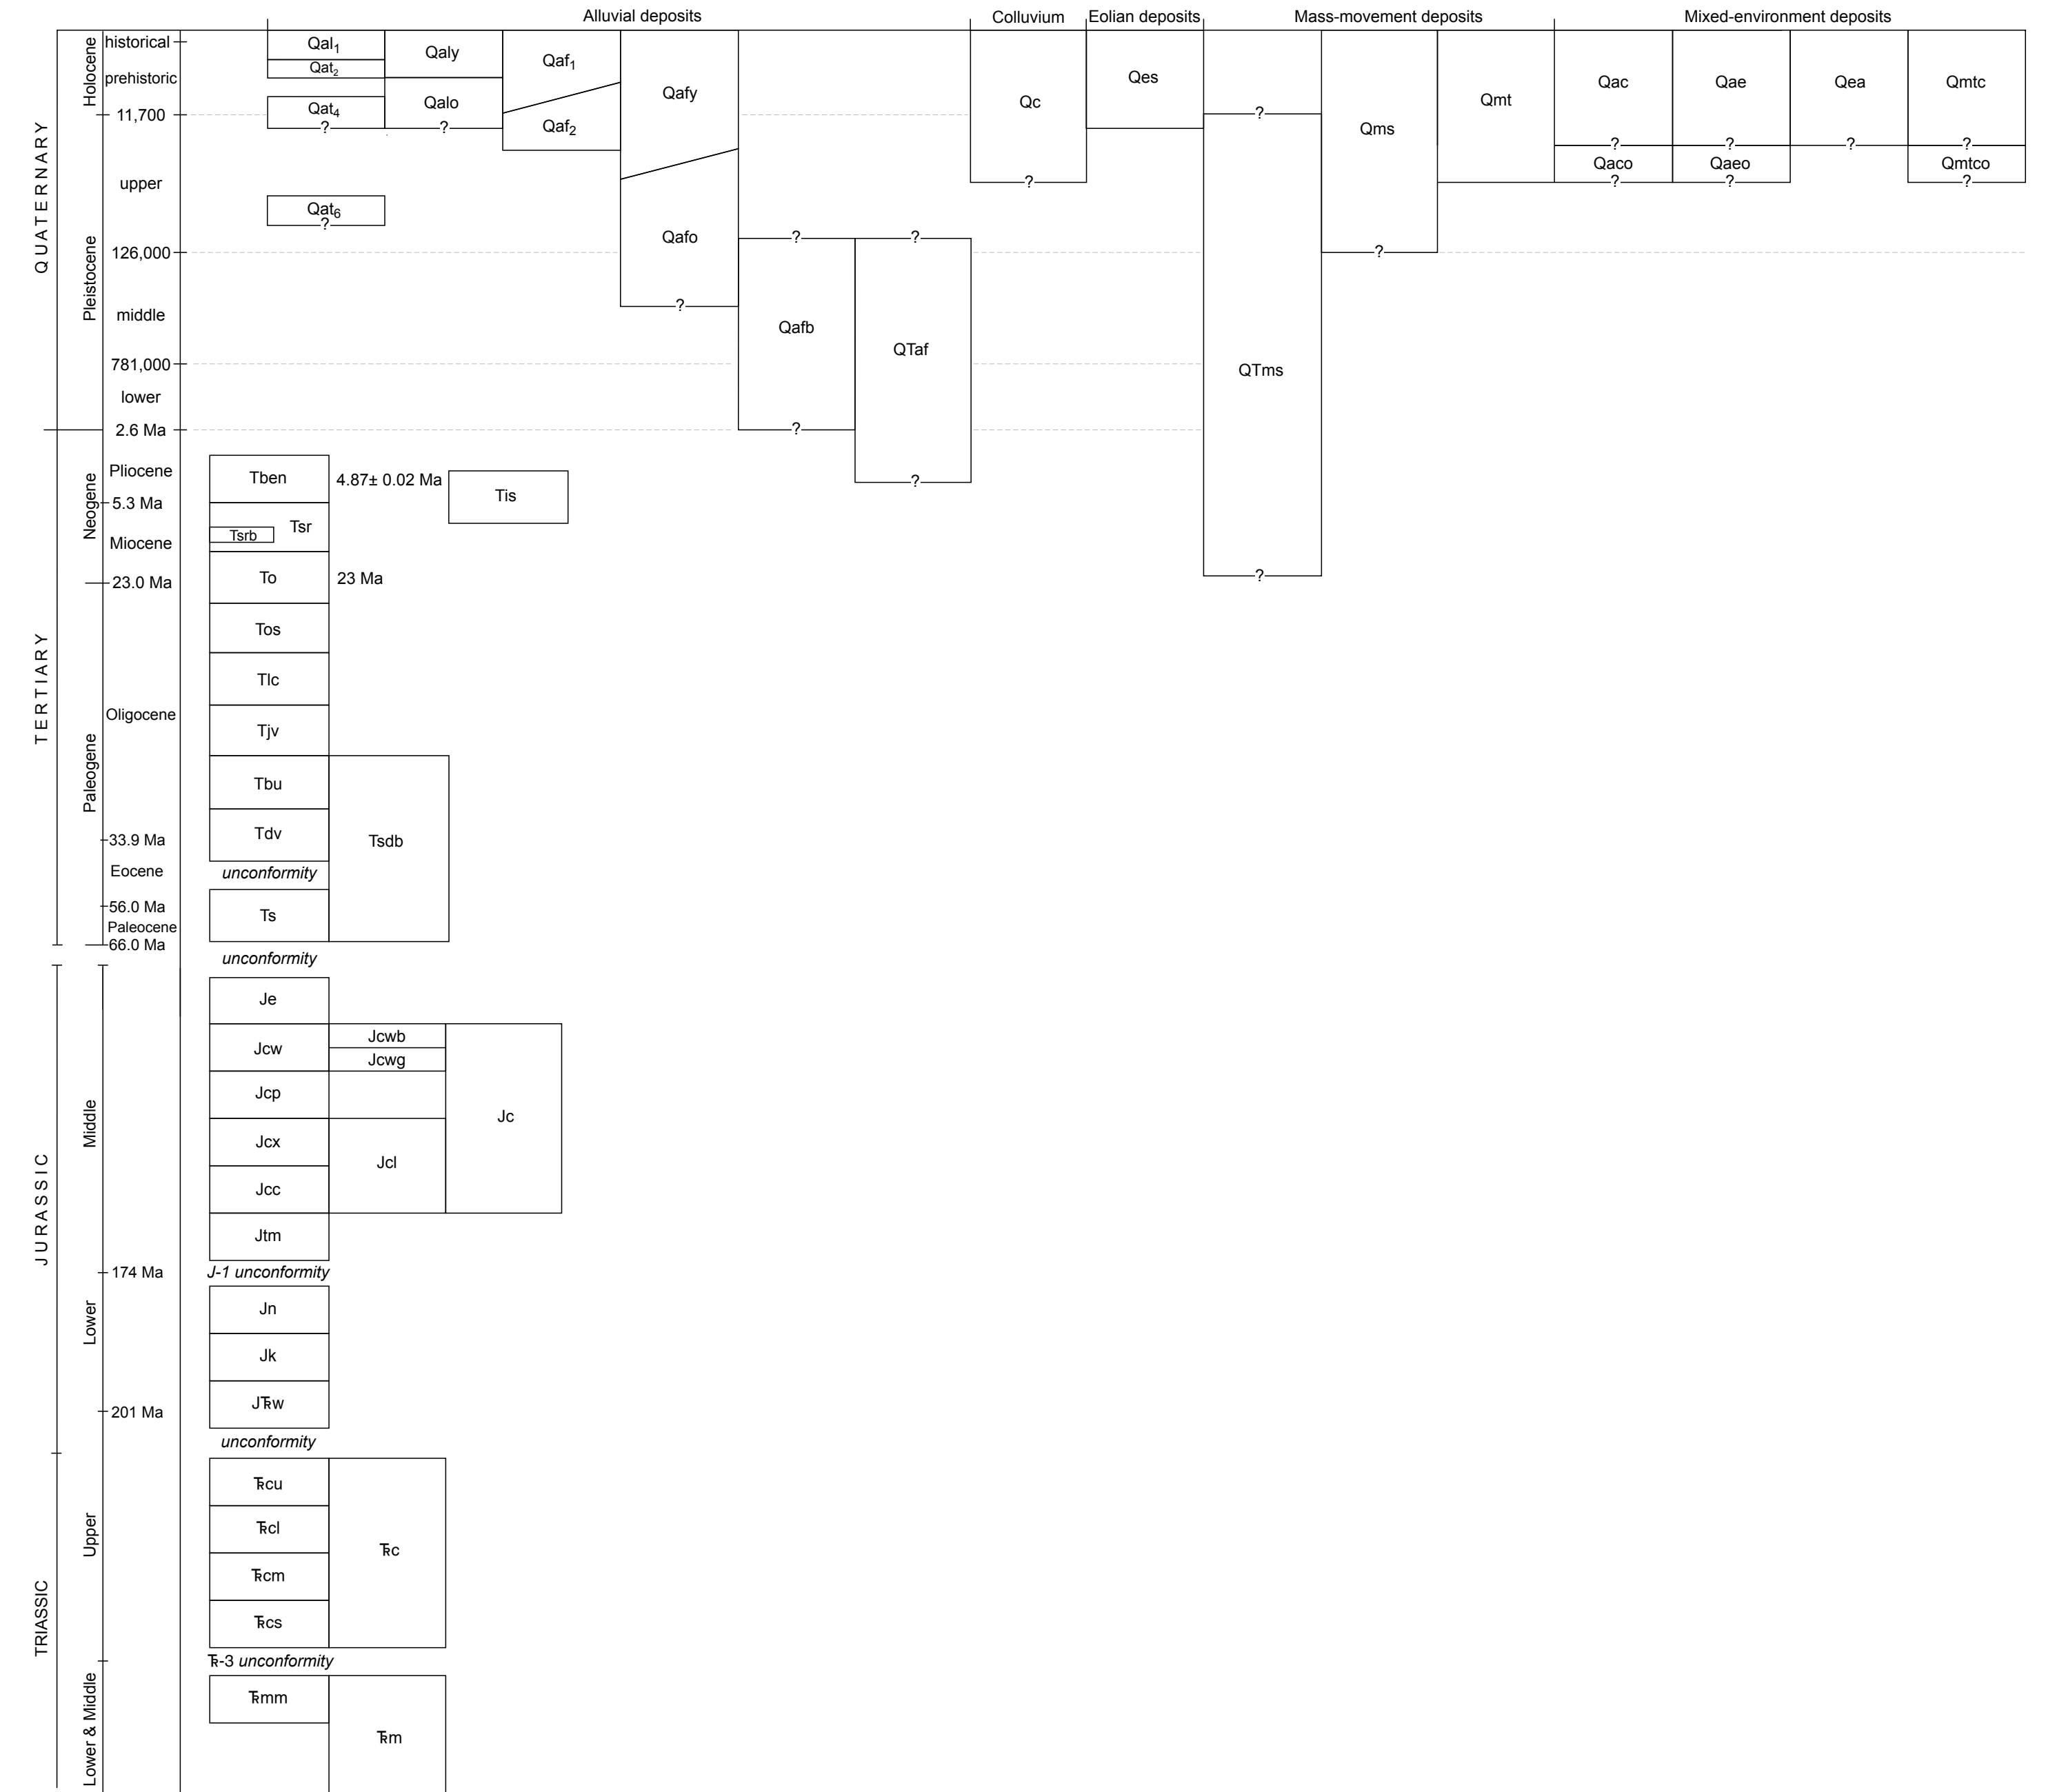 Alluvial deposits
Colluvium
Eolian deposits
Mass-movement deposits
Mixed-environment deposits
QUATERNARY
Holocene
historical
prehistoric
11,700
Pleistocene
upper
126,000
middle
781,000
lower
2.6 Ma
Qal1
Qat2
Qat4
?
Qat6
?
Qaly
Qalo
?
Qaf1
Qaf2
Qafy
Qafo
?
?
Qafb
?
?
QTaf
?
Qc
?
Qes
?
QTms
?
Qms
?
Qmt
Qac
?
Qaco
?
Qae
?
Qaeo
?
Qea
?
Qmtc
?
Qmtco
?
TERTIARY
Neogene
Pliocene
5.3 Ma
Miocene
23.0 Ma
Paleogene
Oligocene
33.9 Ma
Eocene
56.0 Ma
Paleocene
66.0 Ma
Tben
4.87± 0.02 Ma
Tis
Tsr
Tsrb
To
23 Ma
Tos
Tlc
Tjv
Tbu
Tdv
Tsdb
unconformity
Ts
unconformity
JURASSIC
Middle
174 Ma
Lower
201 Ma
Je
Jcw
Jcwb
Jcwg
Jcp
Jc
Jcx
Jcl
Jcc
Jtm
J-1 unconformity
Jn
Jk
JTRw
unconformity
TRIASSIC
Upper
Lower & Middle
TRcu
TRcl
TRc
TRcm
TRcs
TR-3 unconformity
TRmm
TRm